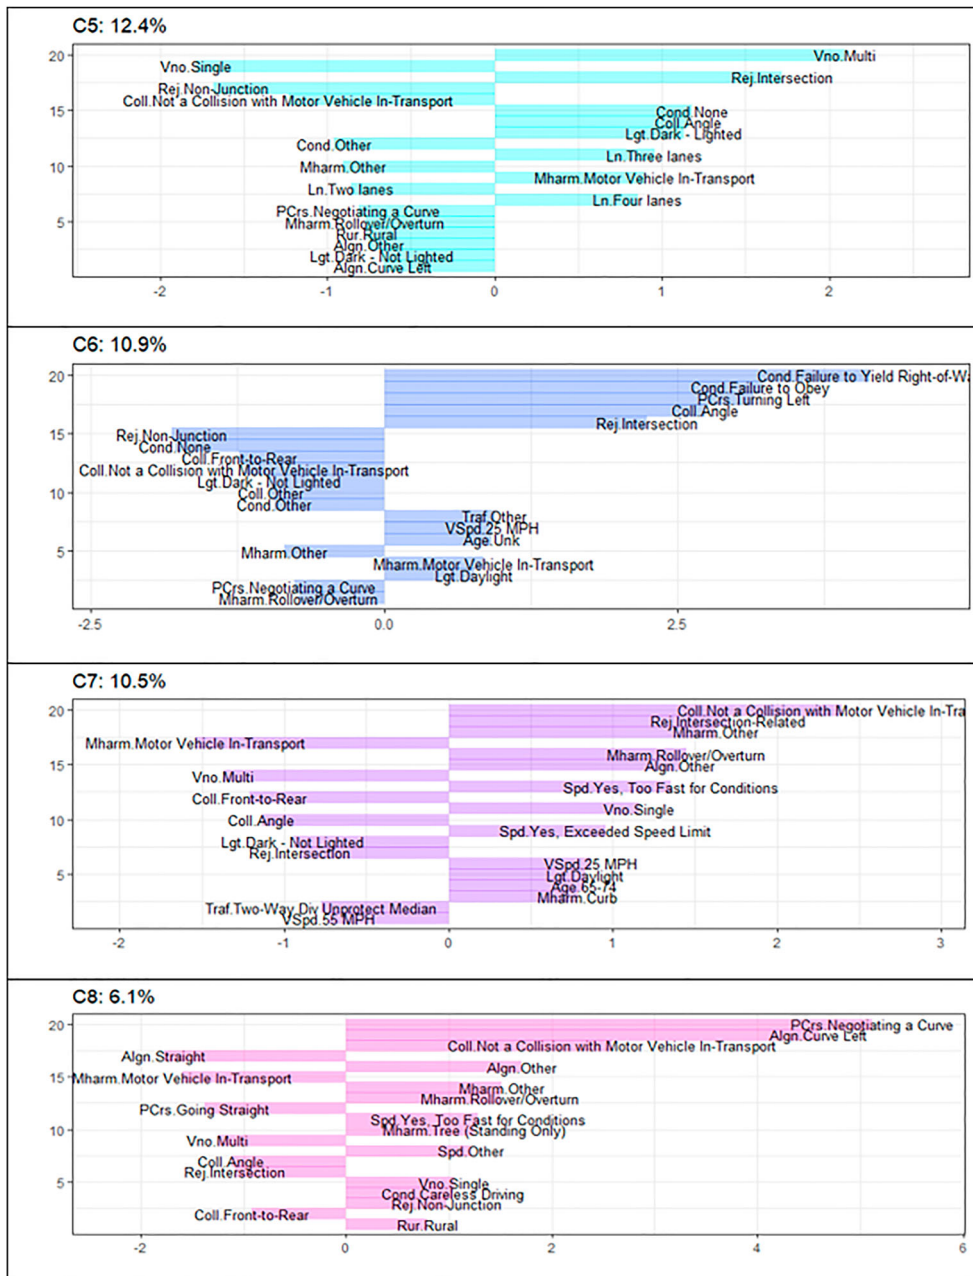 C5: 12.4%
20
Vno.Multi
Vno.Single
Rej.Intersection
Rej.Non-Junction
Coll.Not a Collision with Motor Vehicle In-Transport
15
Cond.None
Coll.Angle
Lgt.Dark - Lighted
Cond.Other
Ln.Three lanes
10
Mharm.Other
Mharm.Motor Vehicle In-Transport
Ln.Two lanes
Ln.Four lanes
PCrs.Negotiating a Curve
5
Mharm.Rollover/Overturn
Rur.Rural
Algn.Other
Lgt.Dark - Not Lighted
Algn.Curve Left
-2 -1 0 1 2
C6: 10.9%
20
Cond.Failure to Yield Right-of-Wa
Cond.Failure to Obey
PCrs.Turning Left
Coll.Angle
Rej.Intersection
15
Rej.Non-Junction
Cond.None
Coll.Front-to-Rear
Coll.Not a Collision with Motor Vehicle In-Transport
Lgt.Dark - Not Lighted
10
Coll.Other
Cond.Other
Traf.Other
VSpd.25 MPH
Age.Unk
5
Mharm.Other
Mharm.Motor Vehicle In-Transport
Lgt.Daylight
PCrs.Negotiating a Curve
Mharm.Rollover/Overturn
-2.5 0.0 2.5
C7: 10.5%
20
Coll.Not a Collision with Motor Vehicle In-Tra
Rej.Intersection-Related
Mharm.Other
Mharm.Motor Vehicle In-Transport
Mharm.Rollover/Overturn
15
Algn.Other
Vno.Multi
Spd.Yes, Too Fast for Conditions
Coll.Front-to-Rear
Vno.Single
10
Coll.Angle
Spd.Yes, Exceeded Speed Limit
Lgt.Dark - Not Lighted
Rej.Intersection
VSpd.25 MPH
5
Lgt.Daylight
Age.65-74
Mharm.Curb
Traf.Two-Way Div Unprotect Median
VSpd.55 MPH
-2 -1 0 1 2 3
C8: 6.1%
20
PCrs.Negotiating a Curve
Algn.Curve Left
Coll.Not a Collision with Motor Vehicle In-Transport
Algn.Straight
Algn.Other
15
Mharm.Motor Vehicle In-Transport
Mharm.Other
Mharm.Rollover/Overturn
PCrs.Going Straight
Spd.Yes, Too Fast for Conditions
10
Mharm.Tree (Standing Only)
Vno.Multi
Spd.Other
Coll.Angle
Rej.Intersection
5
Vno.Single
Cond.Careless Driving
Rej.Non-Junction
Coll.Front-to-Rear
Rur.Rural
-2 0 2 4 6